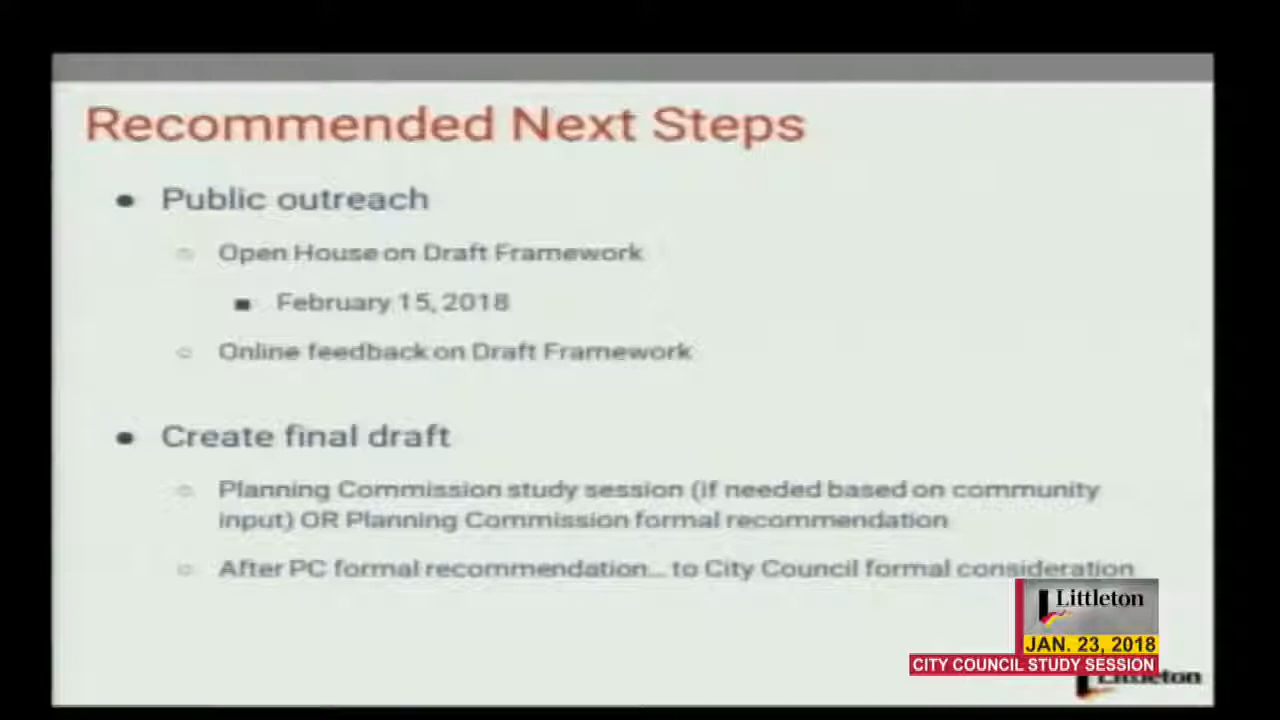 Recommended Next Steps
Public outreach
Open House on Draft Framework
February 15, 2018
Online feedback on Draft Framework
Create final draft
Planning Commission study session (if needed based on community
input) OR Planning Commission formal recommendation
After PC formal recommendation... to City Council formal consideration
Littleton
JAN. 23, 2018
CITY COUNCIL STUDY SESSION
Littleton